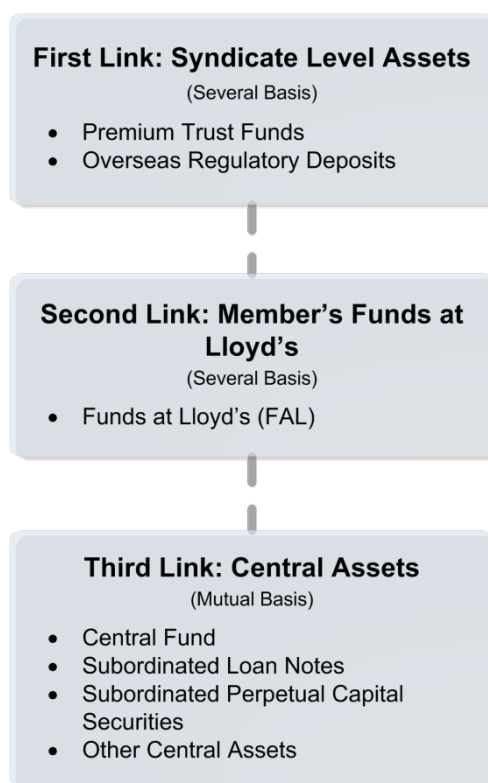 First Link: Syndicate Level Assets
(Several Basis)
• Premium Trust Funds
• Overseas Regulatory Deposits
Second Link: Member’s Funds at
Lloyd’s
(Several Basis)
• Funds at Lloyd’s (FAL)
Third Link: Central Assets
(Mutual Basis)
• Central Fund
• Subordinated Loan Notes
• Subordinated Perpetual Capital
Securities
• Other Central Assets